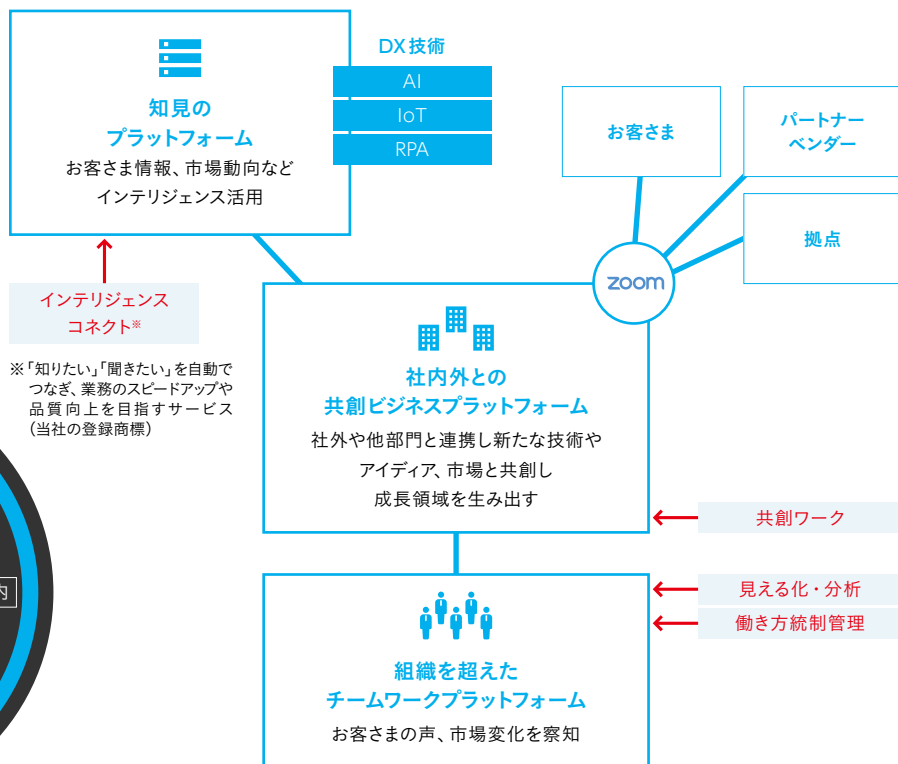 DX技術
AI
IoT
RPA
知見の
プラットフォーム
お客さま情報、市場動向など
インテリジェンス活用
お客さま
パートナー
ベンダー
拠点
zoom
インテリジェンス
コネクト※
※「知りたい」「聞きたい」を自動で
つなぎ、業務のスピードアップや
品質向上を目指すサービス
(当社の登録商標)
社内外との
共創ビジネスプラットフォーム
社外や他部門と連携し新たな技術や
アイディア、市場と共創し
成長領域を生み出す
共創ワーク
内
見える化・分析
働き方統制管理
組織を超えた
チームワークプラットフォーム
お客さまの声、市場変化を察知